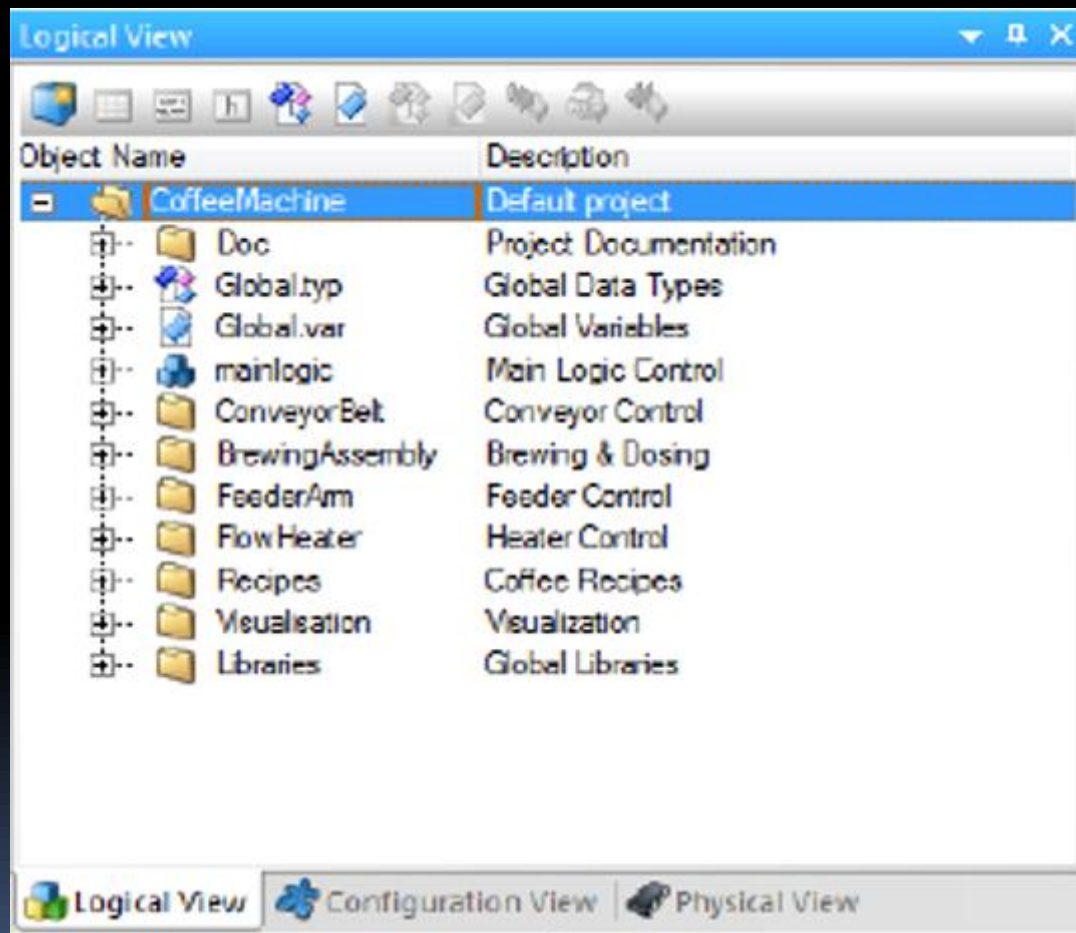 Logical View
Object Name Description
CoffeeMachine Default project
Doc Project Documentation
Global.typ Global Data Types
Global.var Global Variables
mainlogic Main Logic Control
ConveyorBelt Conveyor Control
BrewingAssembly Brewing & Dosing
FeederArm Feeder Control
FlowHeater Heater Control
Recipes Coffee Recipes
Visualisation Visualization
Libraries Global Libraries
Logical View Configuration View Physical View